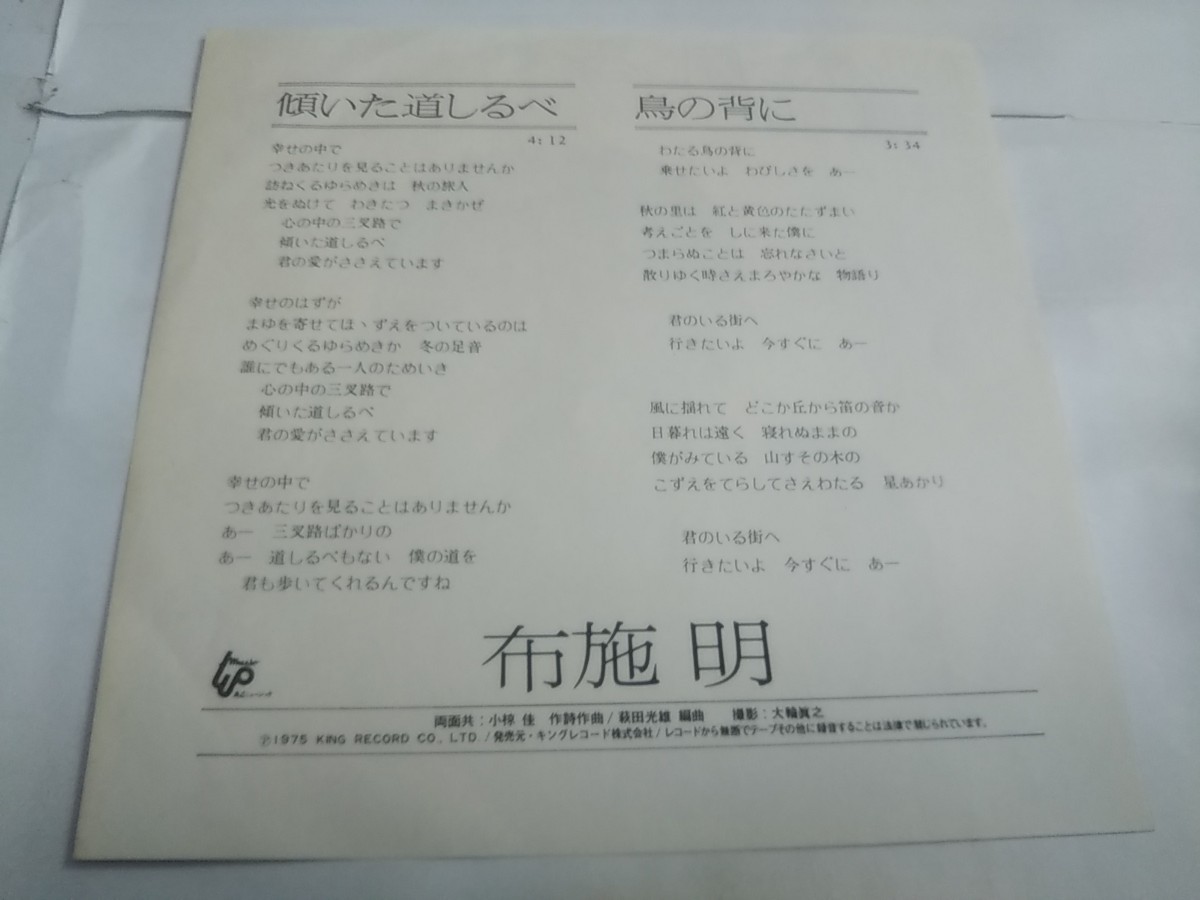 傾いた道しるべ
4:12
幸せの中で
つきあたりを見ることはありませんか
訪ねくるゆらめきは　秋の旅人
光をぬけて　わきたつ　まきかぜ
心の中の三叉路で
傾いた道しるべ
君の愛がささえています
幸せのはずが
まゆを寄せてほゝずえをついているのは
めぐりくるゆらめきか　冬の足音
誰にでもある一人のためいき
心の中の三叉路で
傾いた道しるべ
君の愛がささえています
幸せの中で
つきあたりを見ることはありませんか
あー　三叉路ばかりの
あー　道しるべもない　僕の道を
君も歩いてくれるんですね
鳥の背に
3:34
わたる鳥の背に
乗せたいよ　わびしさを　あー
秋の里は　紅と黄色のたたずまい
考えごとを　しに来た僕に
つまらぬことは　忘れなさいと
散りゆく時さえまろやかな　物語り
君のいる街へ
行きたいよ　今すぐに　あー
風に揺れて　どこか丘から笛の音か
日暮れは遠く　寝れぬままの
僕がみている　山すその木の
こずえをてらしてさえわたる　星あかり
君のいる街へ
行きたいよ　今すぐに　あー
布施 明
両面共：小椋 佳　作詩作曲/萩田光雄 編曲　撮影：大輪眞之
℗1975 KING RECORD CO., LTD./発売元・キングレコード株式会社/レコードから無断でテープその他に録音することは法律で禁じられています。